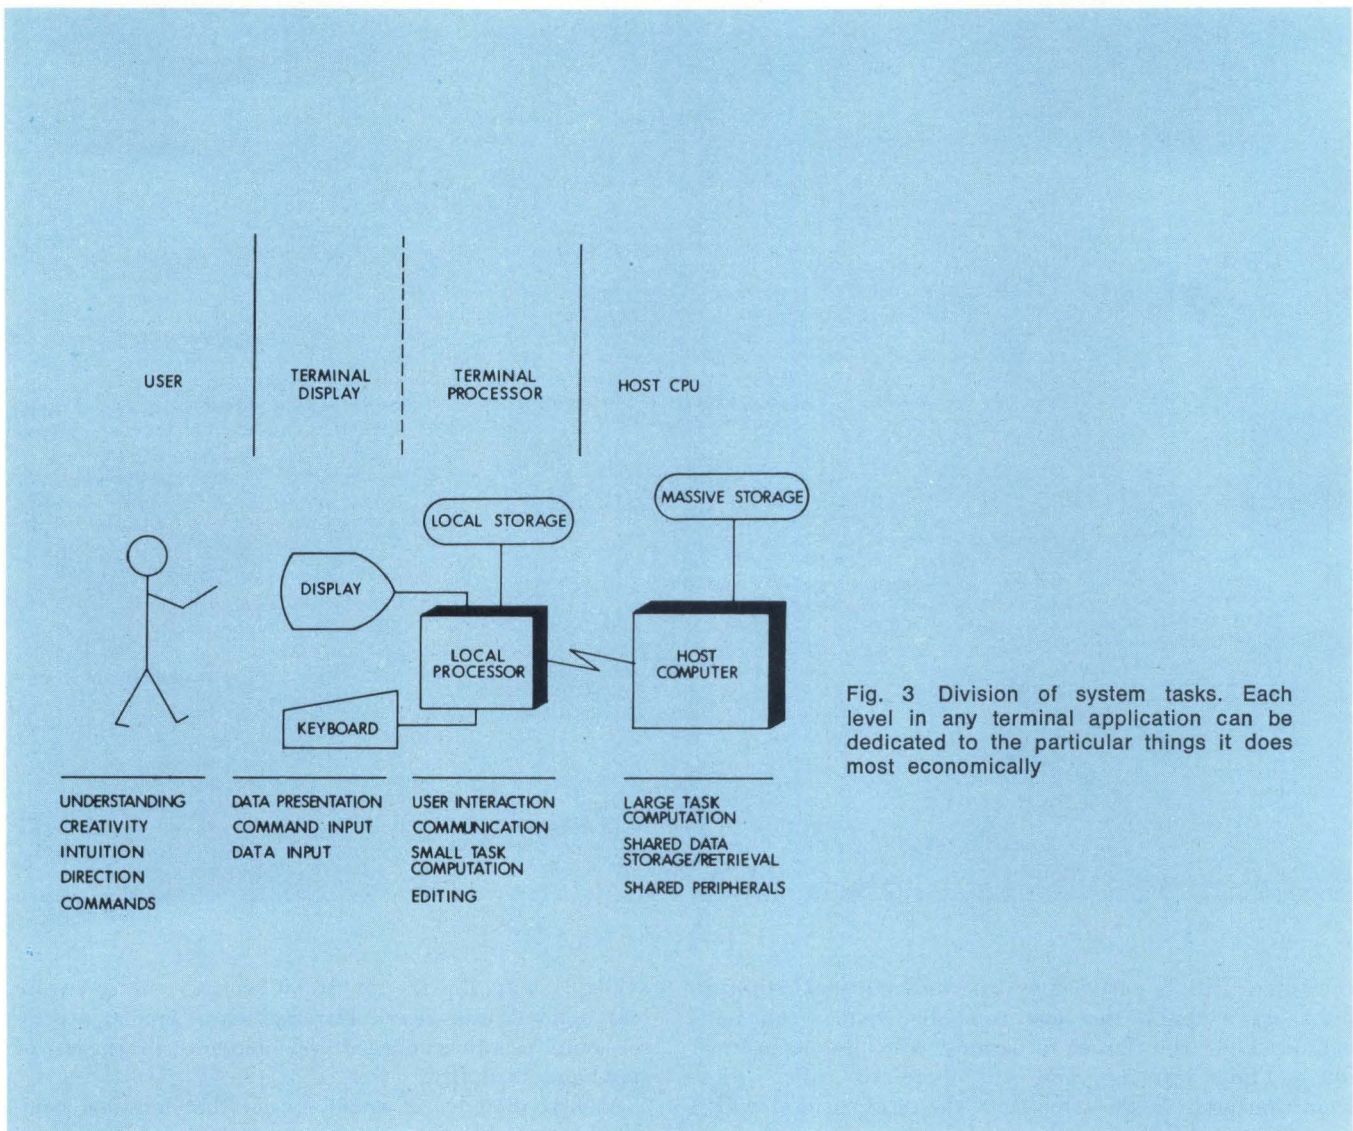 USER
TERMINAL
DISPLAY
TERMINAL
PROCESSOR
HOST CPU
MASSIVE STORAGE
LOCAL STORAGE
DISPLAY
LOCAL
PROCESSOR
HOST
COMPUTER
KEYBOARD
Fig. 3 Division of system tasks. Each
level in any terminal application can be
dedicated to the particular things it does
most economically
UNDERSTANDING
CREATIVITY
INTUITION
DIRECTION
COMMANDS
DATA PRESENTATION
COMMAND INPUT
DATA INPUT
USER INTERACTION
COMMUNICATION
SMALL TASK
COMPUTATION
EDITING
LARGE TASK
COMPUTATION
SHARED DATA
STORAGE/RETRIEVAL
SHARED PERIPHERALS